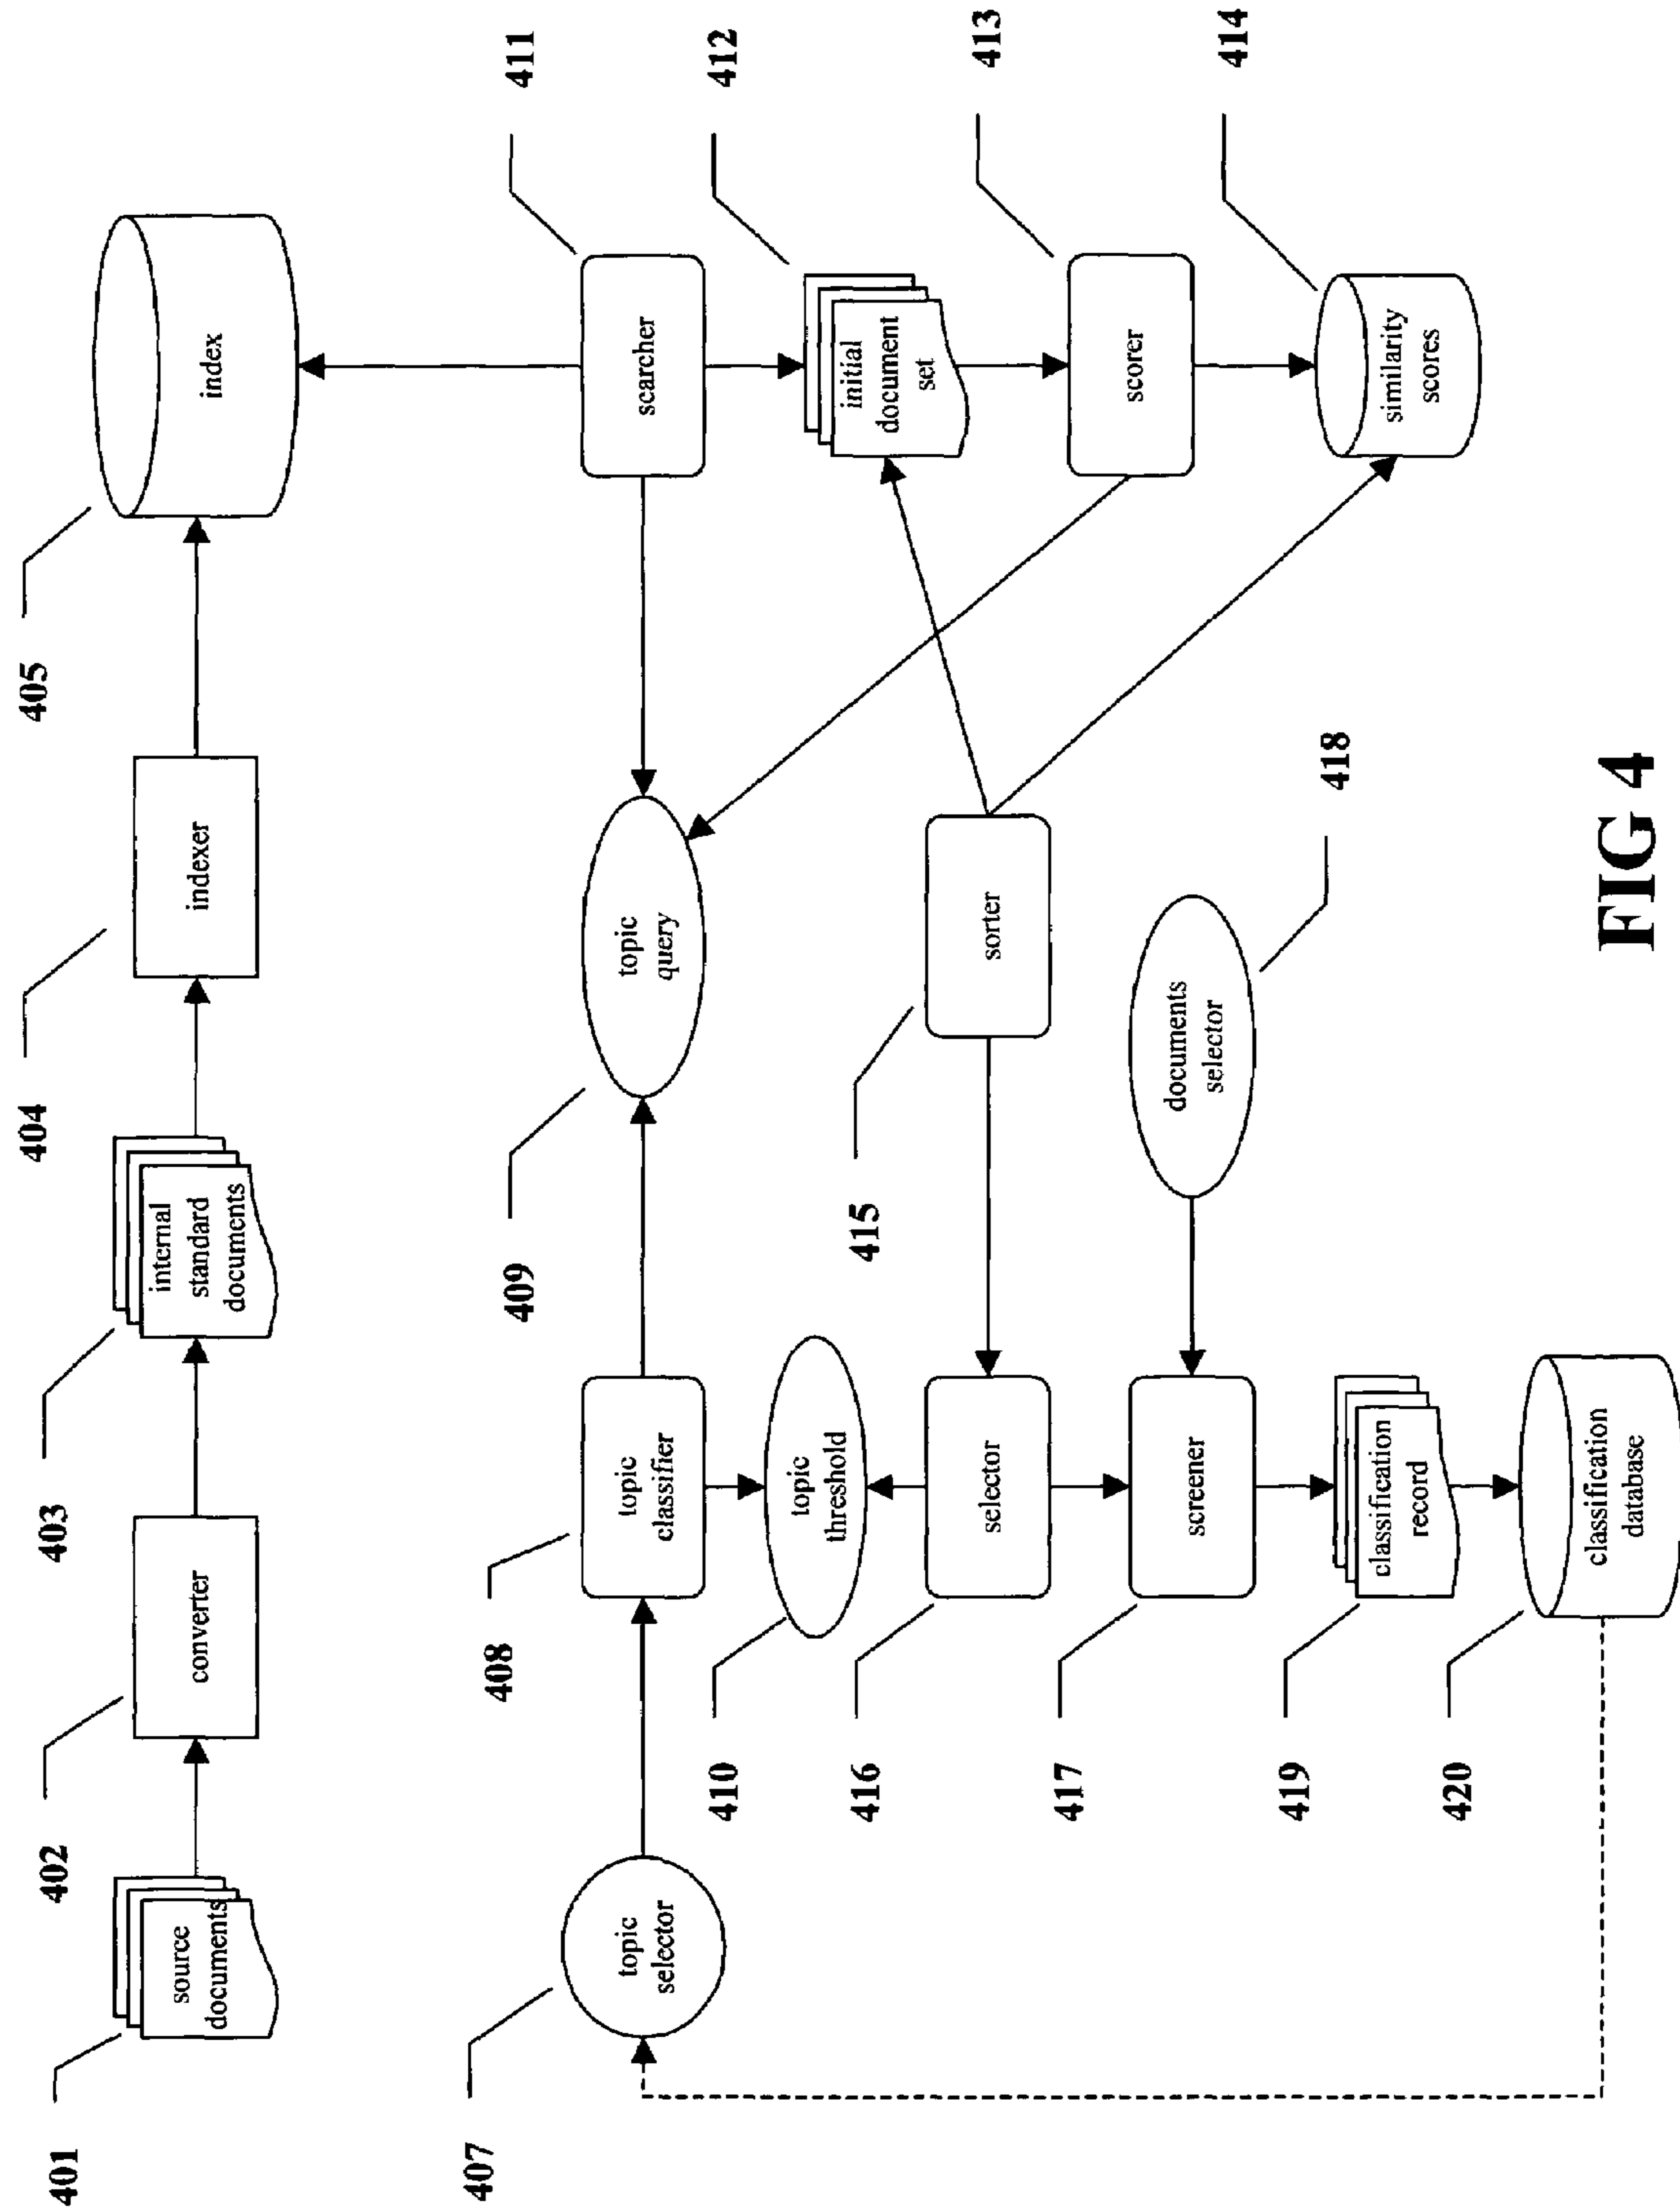 401
402
403
404
405
source
documents
converter
internal
standard
documents
indexer
index
407
408
409
411
topic
selector
topic
classifier
topic
query
searcher
410
topic
threshold
412
initial
document
set
416
415
413
selector
sorter
scorer
417
418
414
screener
documents
selector
similarity
scores
419
classification
record
420
classification
database
FIG 4